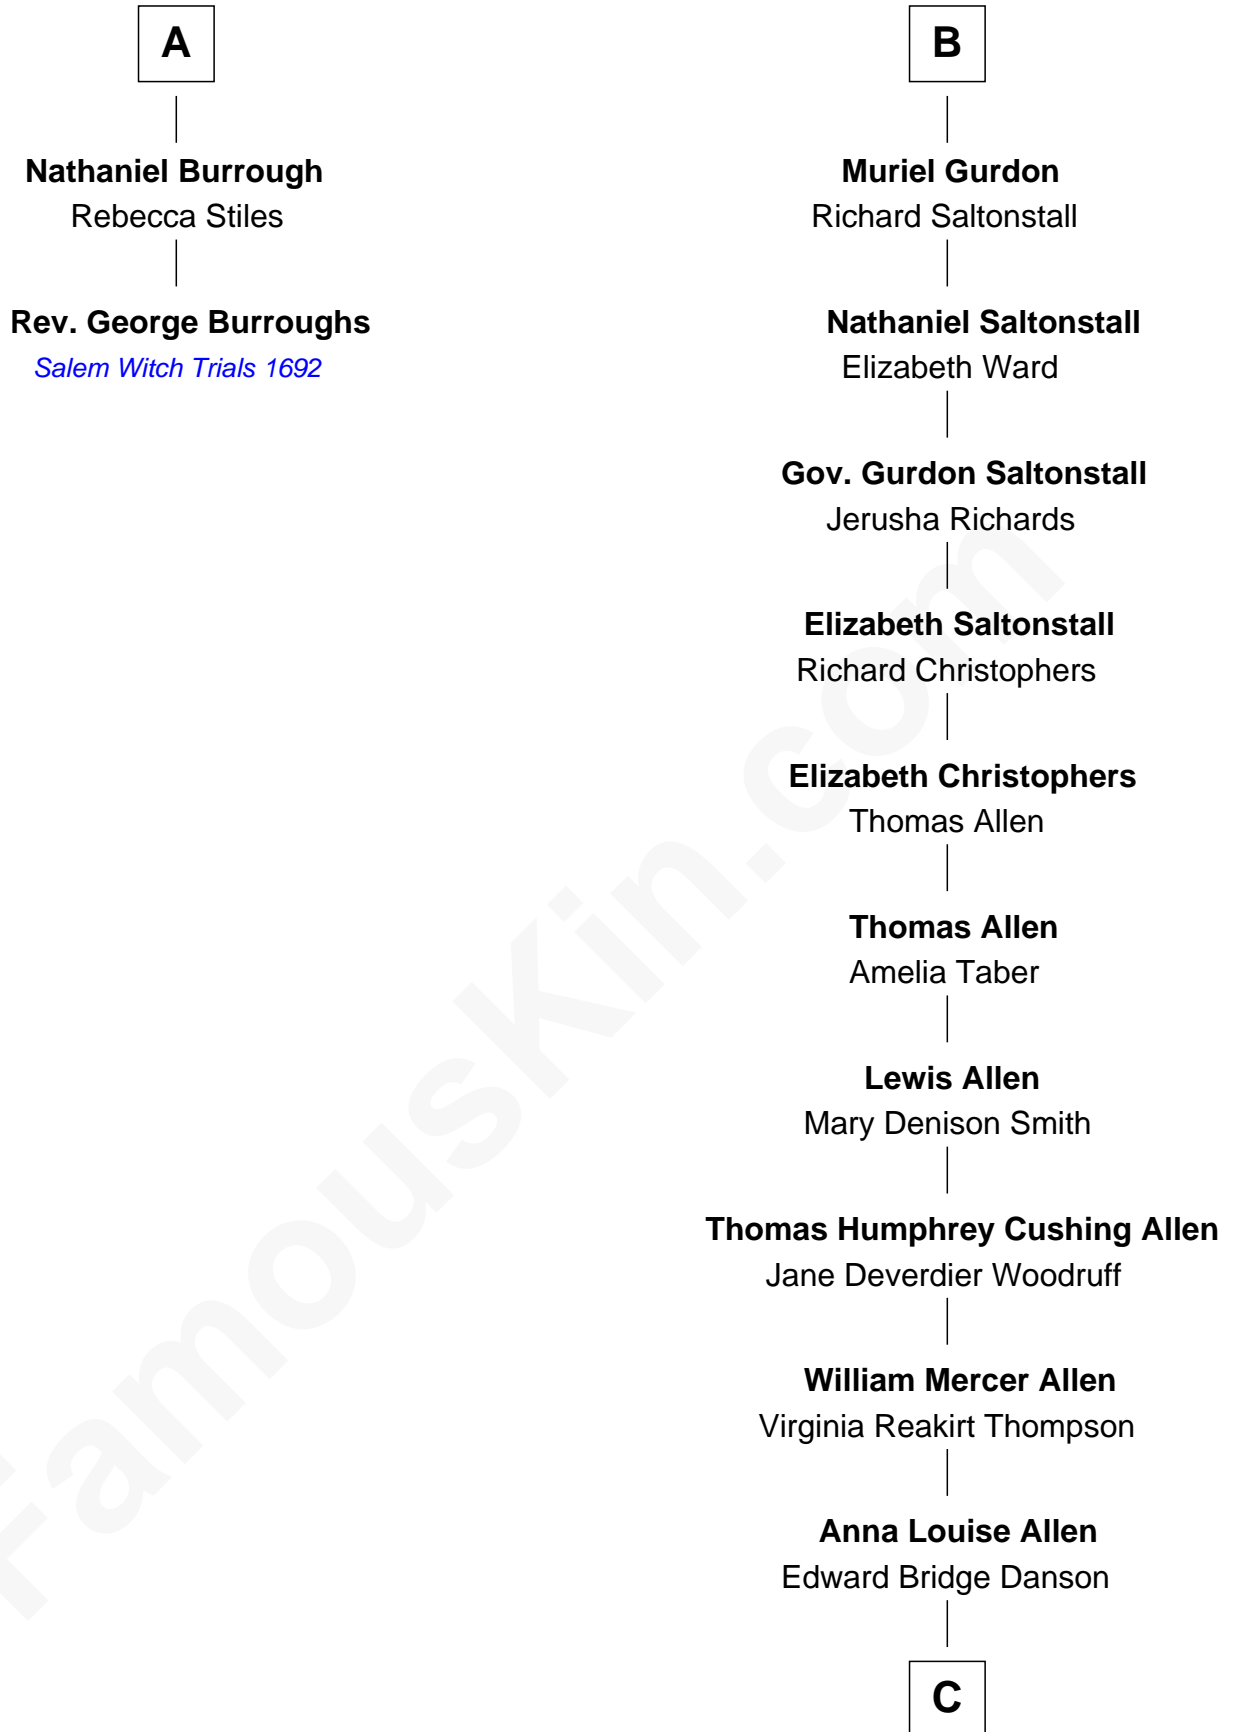 A
Nathaniel Burrough
Rebecca Stiles
Rev. George Burroughs
Salem Witch Trials 1692
B
Muriel Gurdon
Richard Saltonstall
Nathaniel Saltonstall
Elizabeth Ward
Gov. Gurdon Saltonstall
Jerusha Richards
Elizabeth Saltonstall
Richard Christophers
Elizabeth Christophers
Thomas Allen
Thomas Allen
Amelia Taber
Lewis Allen
Mary Denison Smith
Thomas Humphrey Cushing Allen
Jane Deverdier Woodruff
William Mercer Allen
Virginia Reakirt Thompson
Anna Louise Allen
Edward Bridge Danson
C
FamousKin.com